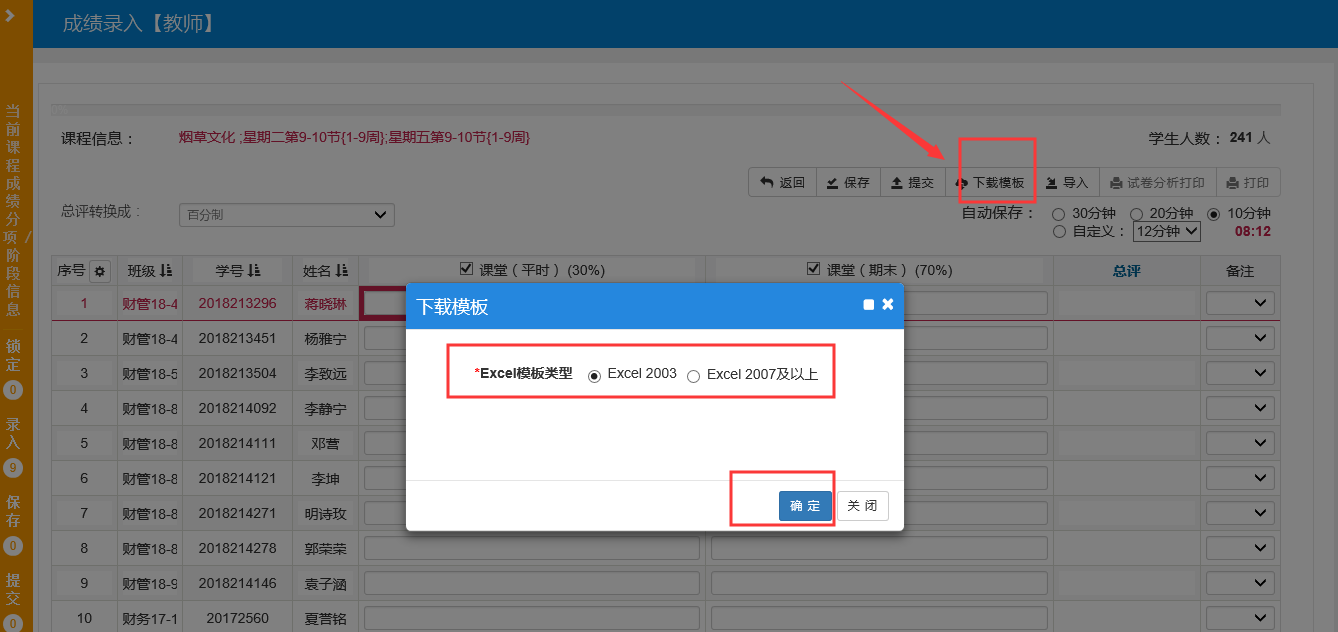 成绩录入【教师】
当前课程成绩分项/阶段信息
锁定 0
录入 9
保存 0
提交 0
课程信息： 烟草文化 ;星期二第9-10节{1-9周};星期五第9-10节{1-9周} 学生人数： 241 人
返回 保存 提交 下载模板 导入 试卷分析打印 打印
总评转换成： 百分制 自动保存： 30分钟 20分钟 10分钟
自定义： 12分钟 08:12
序号 班级 学号 姓名 课堂（平时）(30%) 课堂（期末）(70%) 总评 备注
1 财管18-4 2018213296 蒋晓琳
2 财管18-4 2018213451 杨雅宁
3 财管18-5 2018213504 李致远
4 财管18-8 2018214092 李静宁
5 财管18-8 2018214111 邓营
6 财管18-8 2018214121 李坤
7 财管18-8 2018214271 明诗玫
8 财管18-8 2018214278 郭荣荣
9 财管18-9 2018214146 袁子涵
10 财务17-1 20172560 夏萻铭
下载模板
*Excel模板类型 Excel 2003 Excel 2007及以上
确 定 关 闭